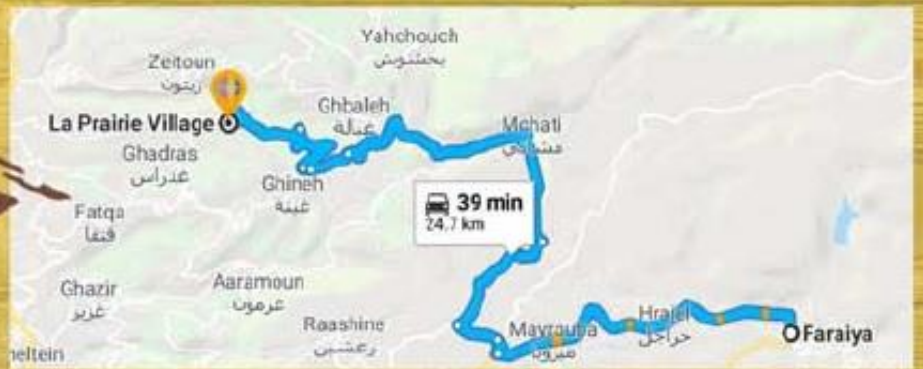 Yahchouch
يحشوش
Zeitoun
زيتون
La Prairie Village
Ghbaleh
غبالة
Mchati
مشاتي
Ghadras
غدراس
Ghineh
غينة
39 min
24.7 km
Fatqa
فتقا
Ghazir
غزير
Aaramoun
عرمون
Raashine
رعشين
Mayrouba
ميروبا
Hrajel
حراجل
Faraiya
heltein